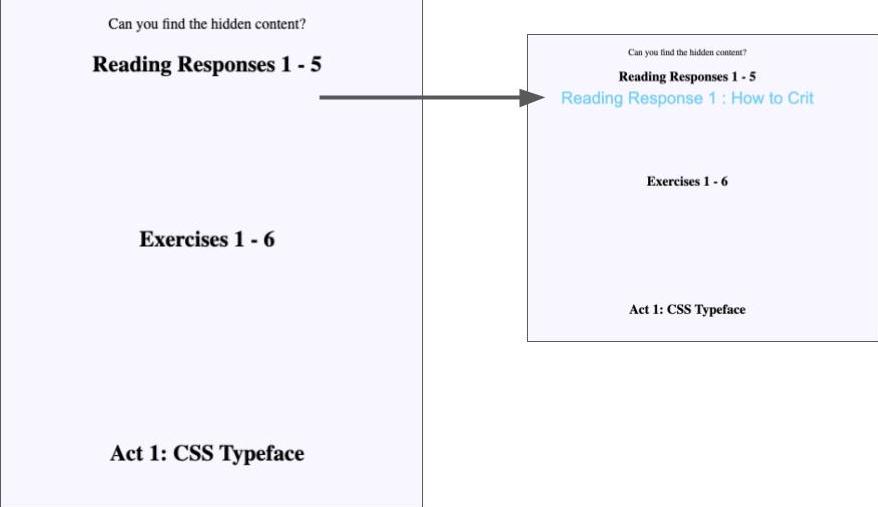 Can you find the hidden content?
Reading Responses 1 - 5
Exercises 1 - 6
Act 1: CSS Typeface
Can you find the hidden content?
Reading Responses 1 - 5
Reading Response 1 : How to Crit
Exercises 1 - 6
Act 1: CSS Typeface